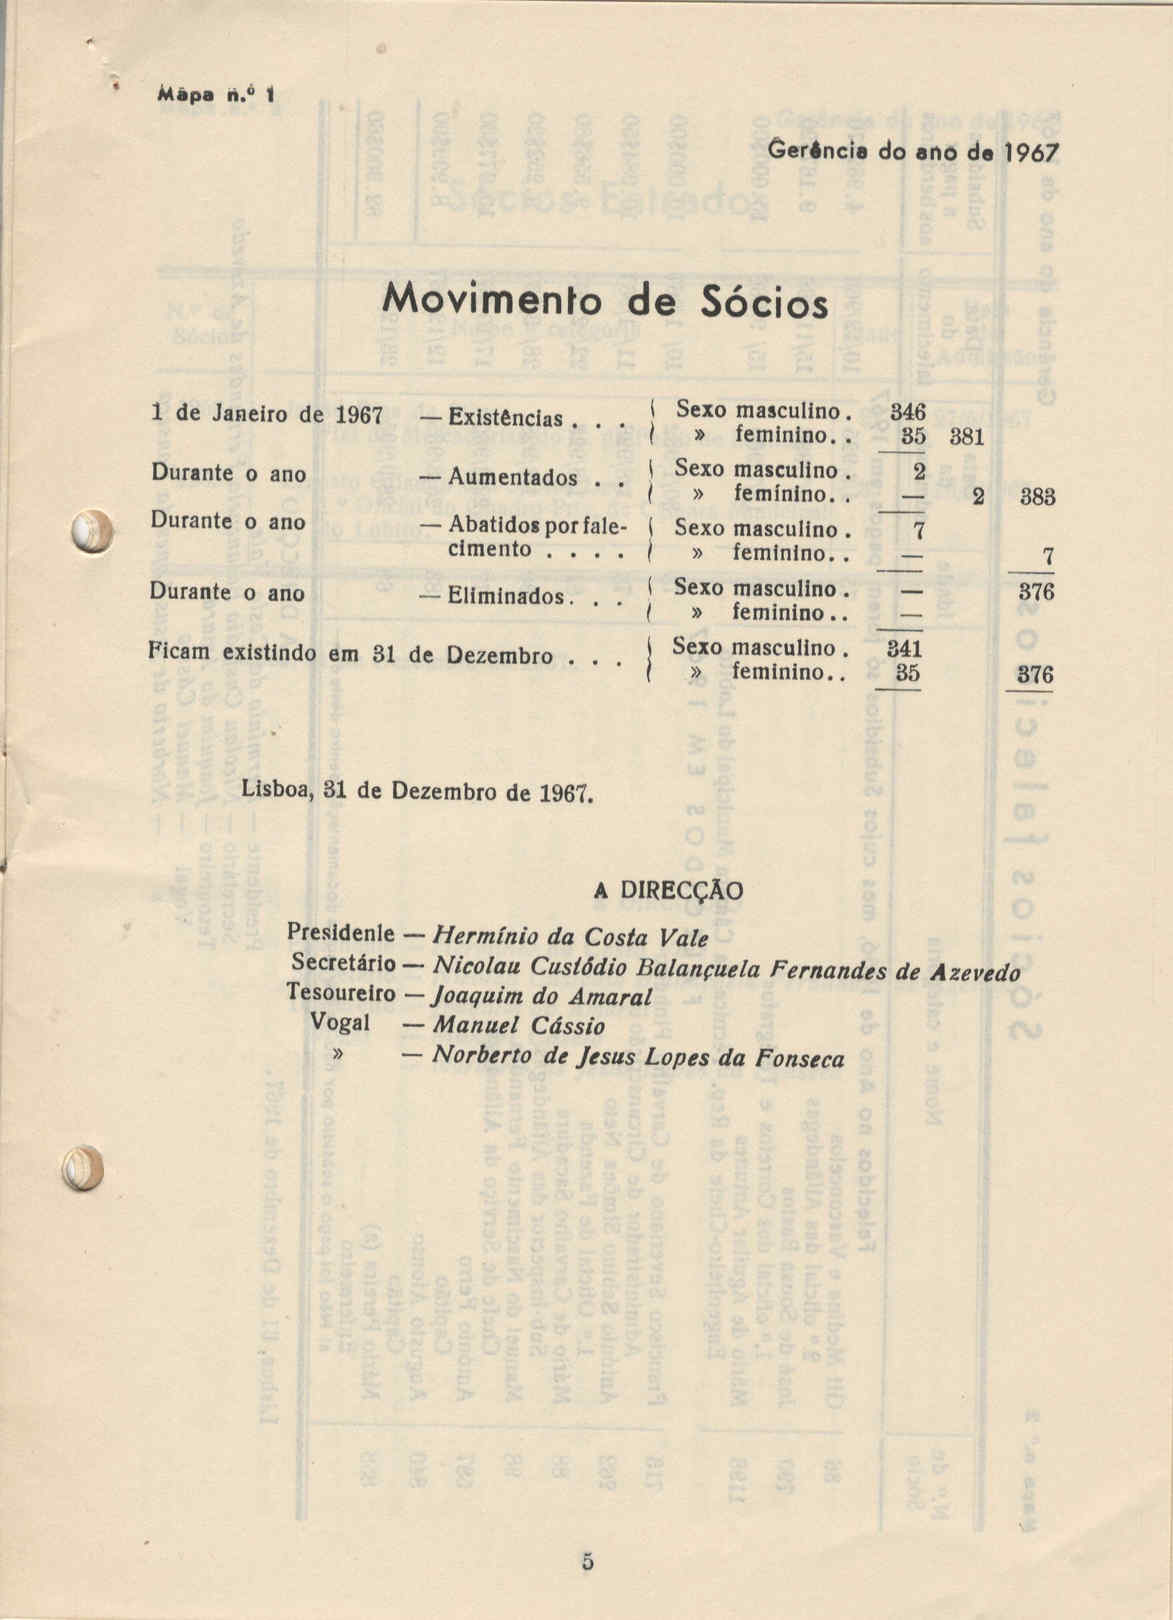 Mapa n.º 1
Gerência do ano de 1967
Movimento de Sócios
1 de Janeiro de 1967 — Existências . . . Sexo masculino . 346
» feminino . . 35 381
Durante o ano — Aumentados . . Sexo masculino . 2
» feminino . . — 2 383
Durante o ano — Abatidos por fale- Sexo masculino . 7
cimento . . . . » feminino . . — 7
Durante o ano — Eliminados . . . Sexo masculino . — 376
» feminino . . —
Ficam existindo em 31 de Dezembro . . . Sexo masculino . 341
» feminino . . 35 376
Lisboa, 31 de Dezembro de 1967.
A DIRECÇÃO
Presidenle — Hermínio da Costa Vale
Secretário — Nicolau Custódio Balançuela Fernandes de Azevedo
Tesoureiro — Joaquim do Amaral
Vogal — Manuel Cássio
» — Norberto de Jesus Lopes da Fonseca
5